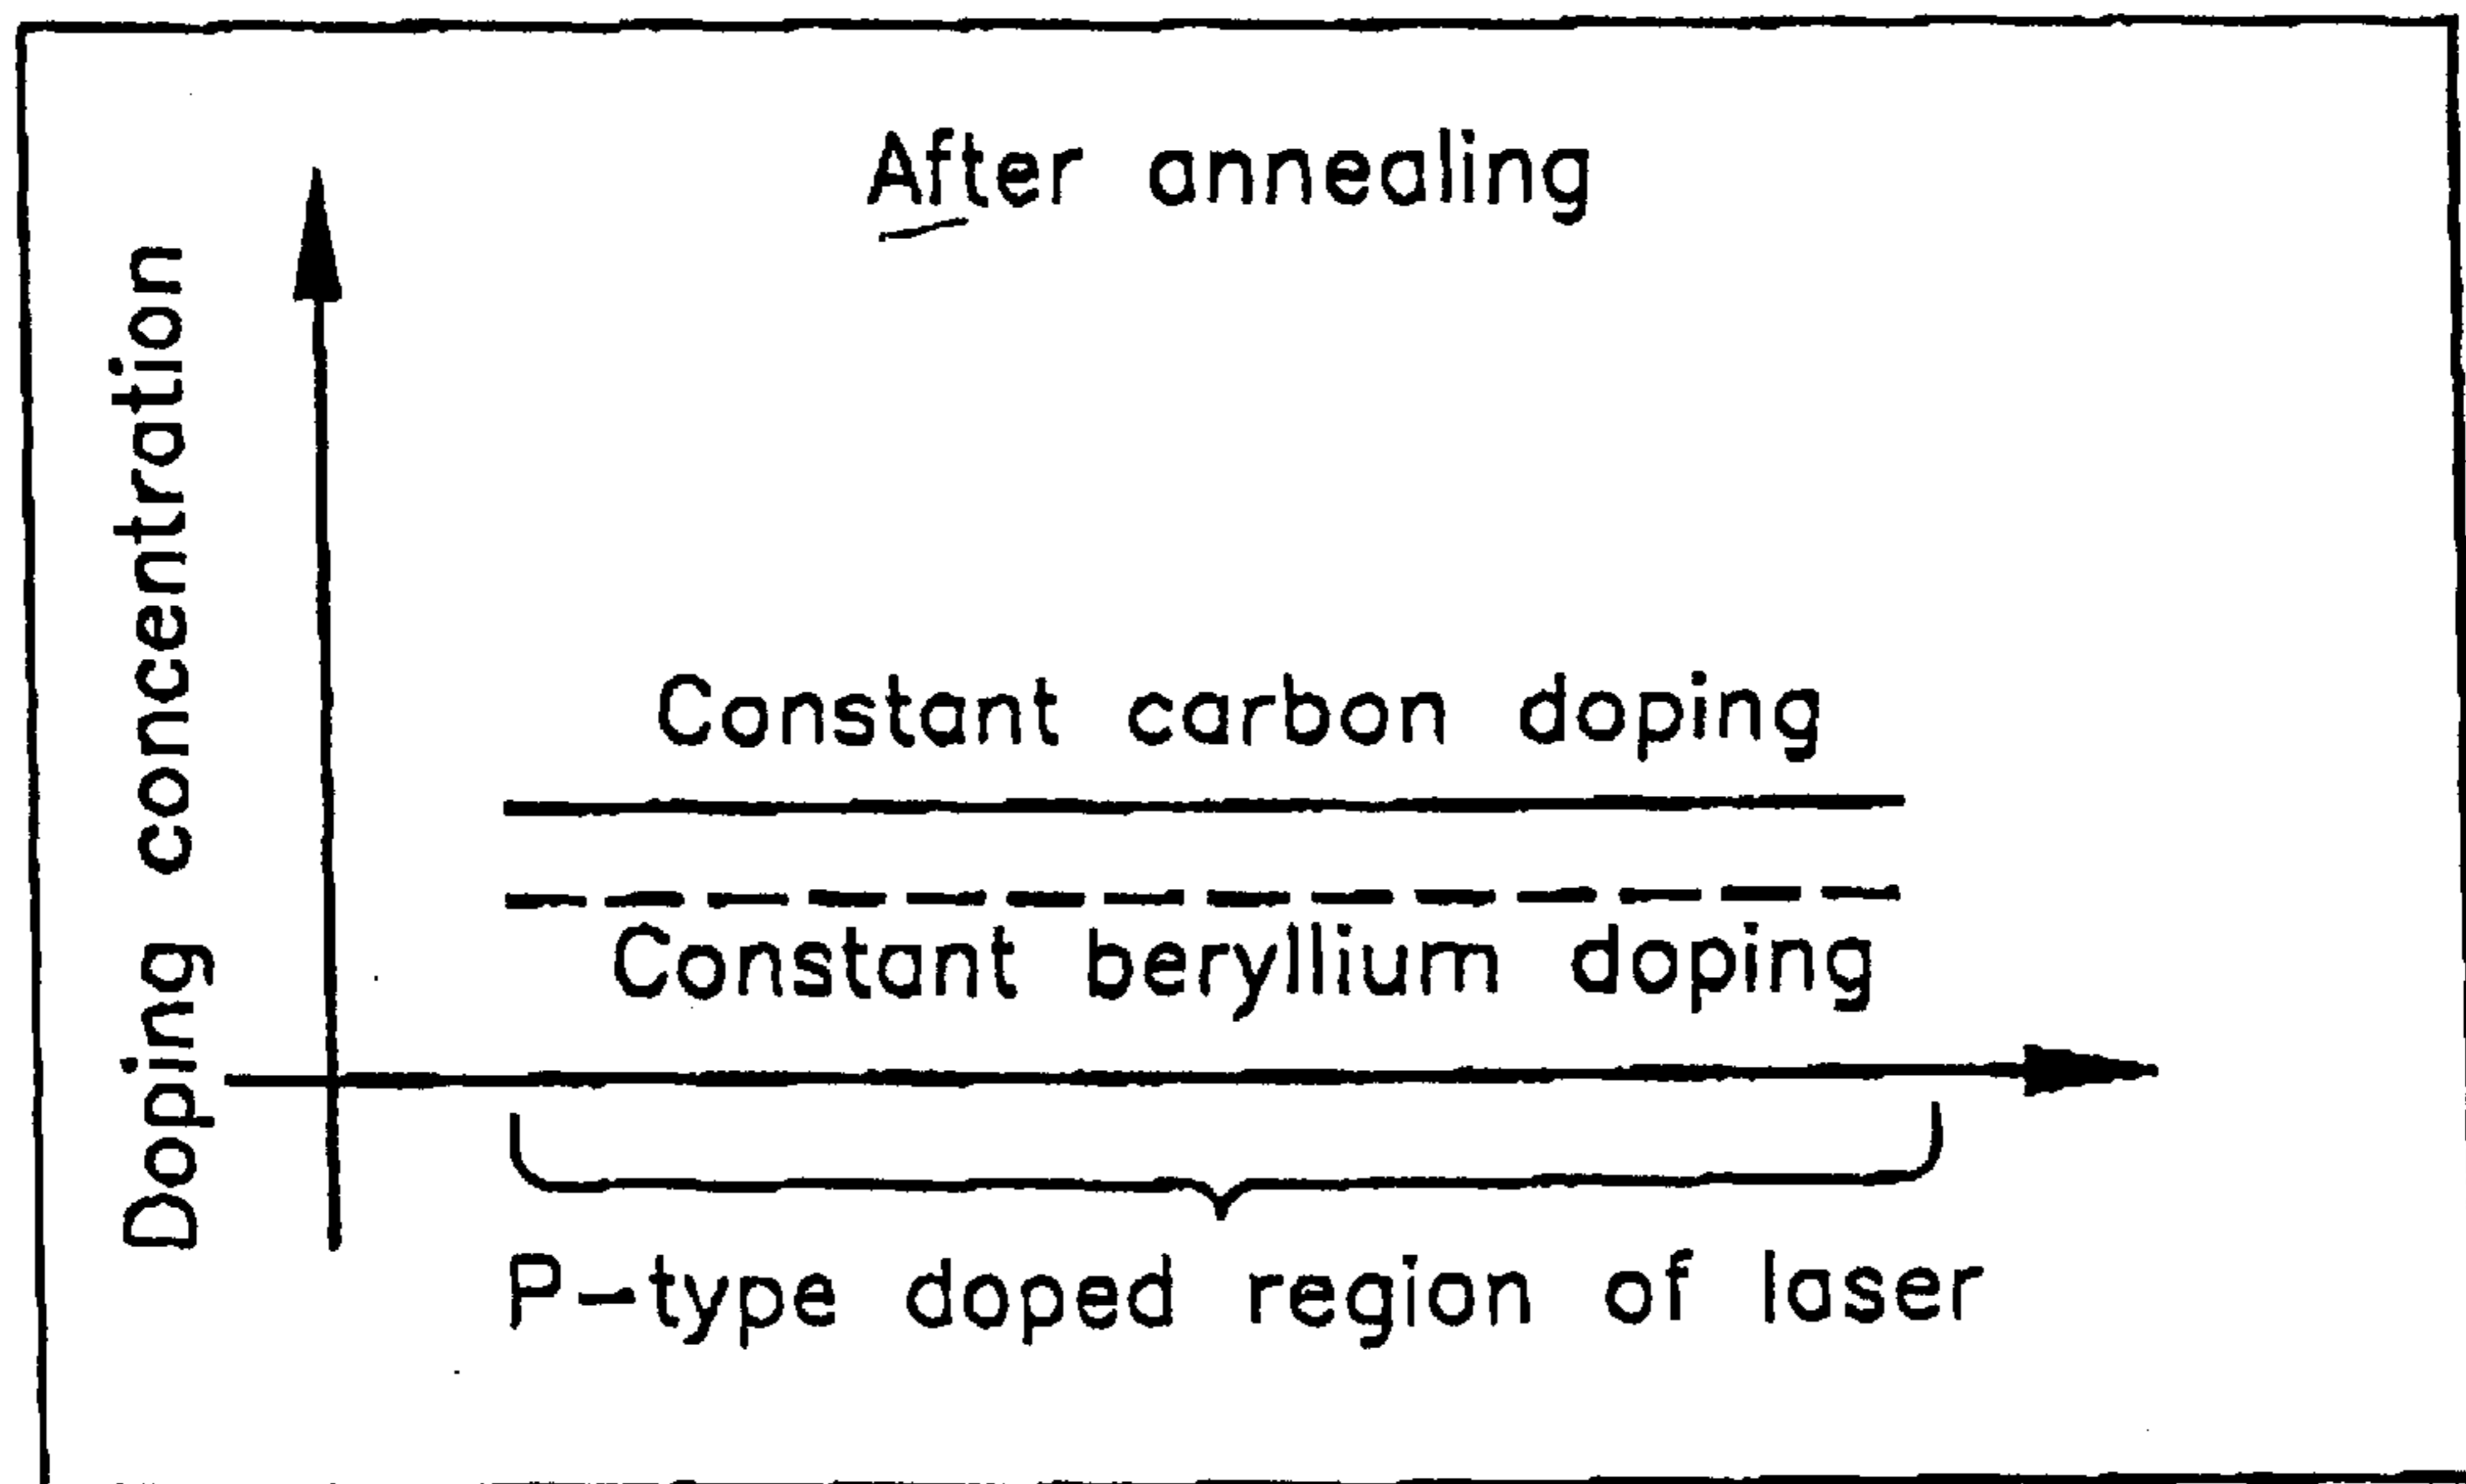 After annealing
Doping concentration
Constant carbon doping
Constant beryllium doping
P-type doped region of laser